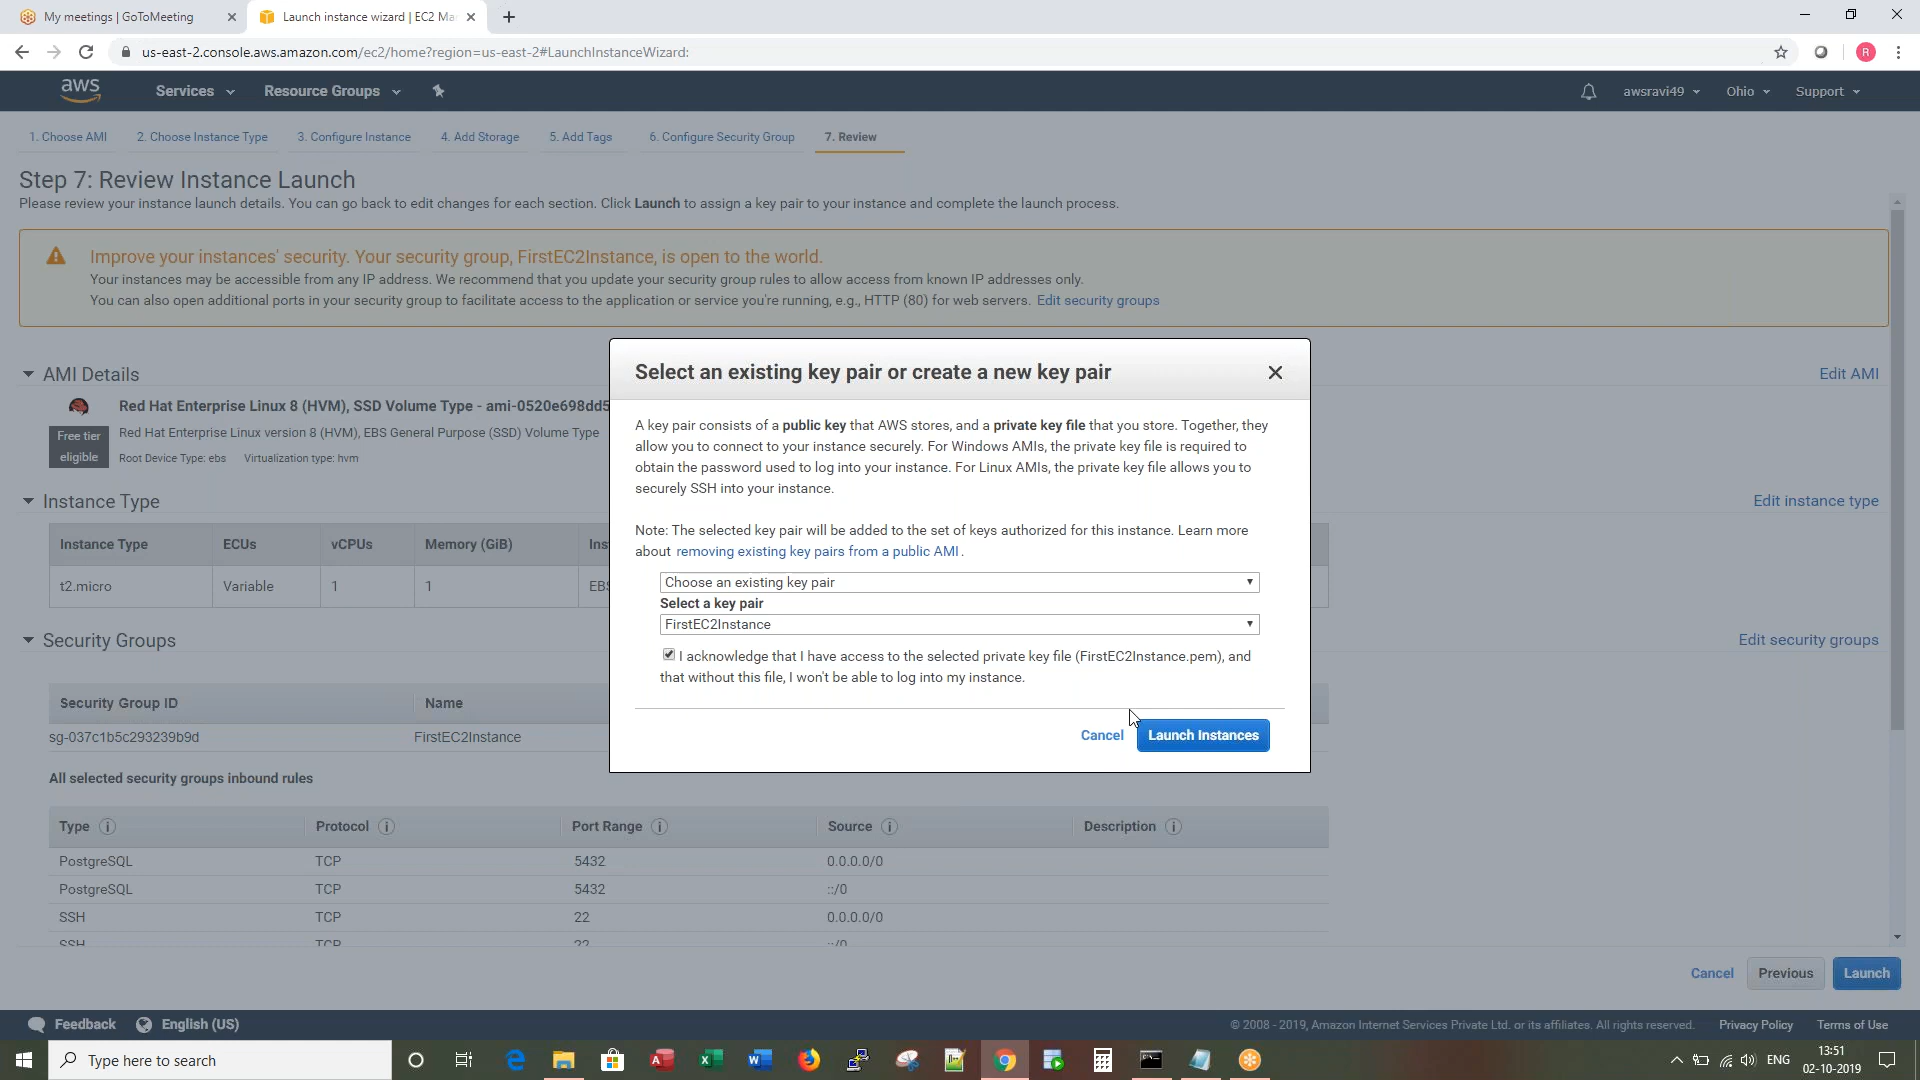 My meetings | GoToMeeting
Launch instance wizard | EC2 Ma
us-east-2.console.aws.amazon.com/ec2/home?region=us-east-2#LaunchInstanceWizard:
R
aws
Services
Resource Groups
awsravi49
Ohio
Support
1. Choose AMI
2. Choose Instance Type
3. Configure Instance
4. Add Storage
5. Add Tags
6. Configure Security Group
7. Review
Step 7: Review Instance Launch
Please review your instance launch details. You can go back to edit changes for each section. Click Launch to assign a key pair to your instance and complete the launch process.
Improve your instances' security. Your security group, FirstEC2Instance, is open to the world.
Your instances may be accessible from any IP address. We recommend that you update your security group rules to allow access from known IP addresses only.
You can also open additional ports in your security group to facilitate access to the application or service you're running, e.g., HTTP (80) for web servers. Edit security groups
AMI Details
Edit AMI
Red Hat Enterprise Linux 8 (HVM), SSD Volume Type - ami-0520e698dd5
Free tier
eligible
Red Hat Enterprise Linux version 8 (HVM), EBS General Purpose (SSD) Volume Type
Root Device Type: ebs Virtualization type: hvm
Instance Type
Edit instance type
Instance Type ECUs vCPUs Memory (GiB) Ins
t2.micro Variable 1 1 EBS
Security Groups
Edit security groups
Security Group ID Name
sg-037c1b5c293239b9d FirstEC2Instance
All selected security groups inbound rules
Type Protocol Port Range Source Description
PostgreSQL TCP 5432 0.0.0.0/0
PostgreSQL TCP 5432 ::/0
SSH TCP 22 0.0.0.0/0
SSH TCP 22 ::/0
Select an existing key pair or create a new key pair
A key pair consists of a public key that AWS stores, and a private key file that you store. Together, they
allow you to connect to your instance securely. For Windows AMIs, the private key file is required to
obtain the password used to log into your instance. For Linux AMIs, the private key file allows you to
securely SSH into your instance.
Note: The selected key pair will be added to the set of keys authorized for this instance. Learn more
about removing existing key pairs from a public AMI.
Choose an existing key pair
Select a key pair
FirstEC2Instance
I acknowledge that I have access to the selected private key file (FirstEC2Instance.pem), and
that without this file, I won't be able to log into my instance.
Cancel
Launch Instances
Cancel
Previous
Launch
Feedback
English (US)
© 2008 - 2019, Amazon Internet Services Private Ltd. or its affiliates. All rights reserved.
Privacy Policy
Terms of Use
Type here to search
ENG
13:51
02-10-2019